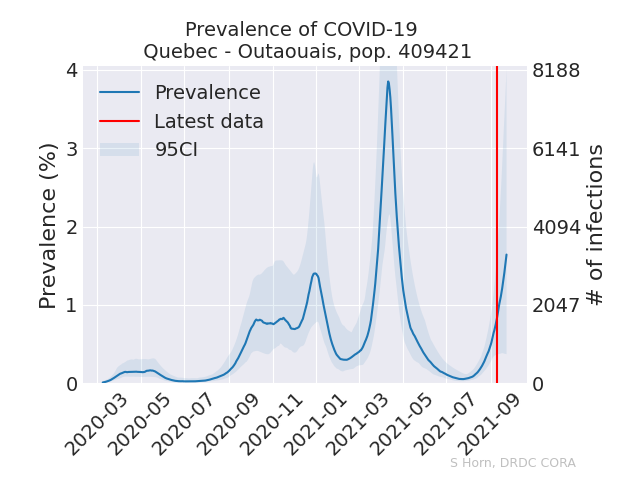 Prevalence of COVID-19
Quebec - Outaouais, pop. 409421
Prevalence
Latest data
95CI
Prevalence (%)
4
3
2
1
0
8188
6141
4094
2047
0
# of infections
2020-03
2020-05
2020-07
2020-09
2020-11
2021-01
2021-03
2021-05
2021-07
2021-09
S Horn, DRDC CORA